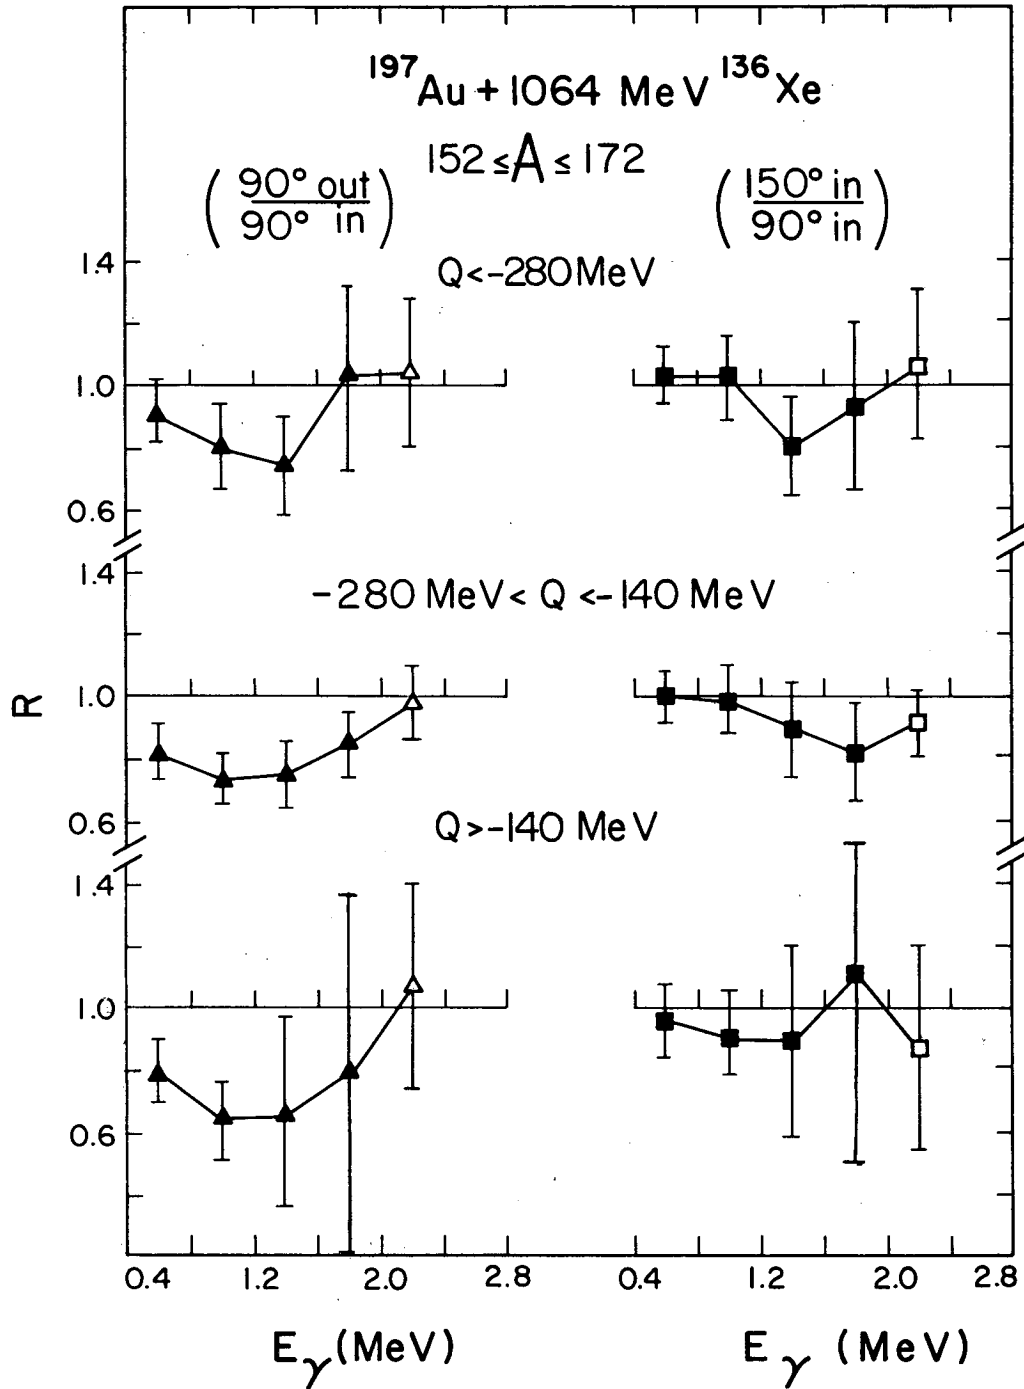 ¹⁹⁷Au + 1064 MeV ¹³⁶Xe
152 ≤ A ≤ 172
( 90° out / 90° in )
( 150° in / 90° in )
Q < -280 MeV
1.4
1.0
0.6
-280 MeV < Q < -140 MeV
1.4
1.0
0.6
R
Q > -140 MeV
1.4
1.0
0.6
0.4 1.2 2.0 2.8 0.4 1.2 2.0 2.8
E_γ (MeV) E_γ (MeV)